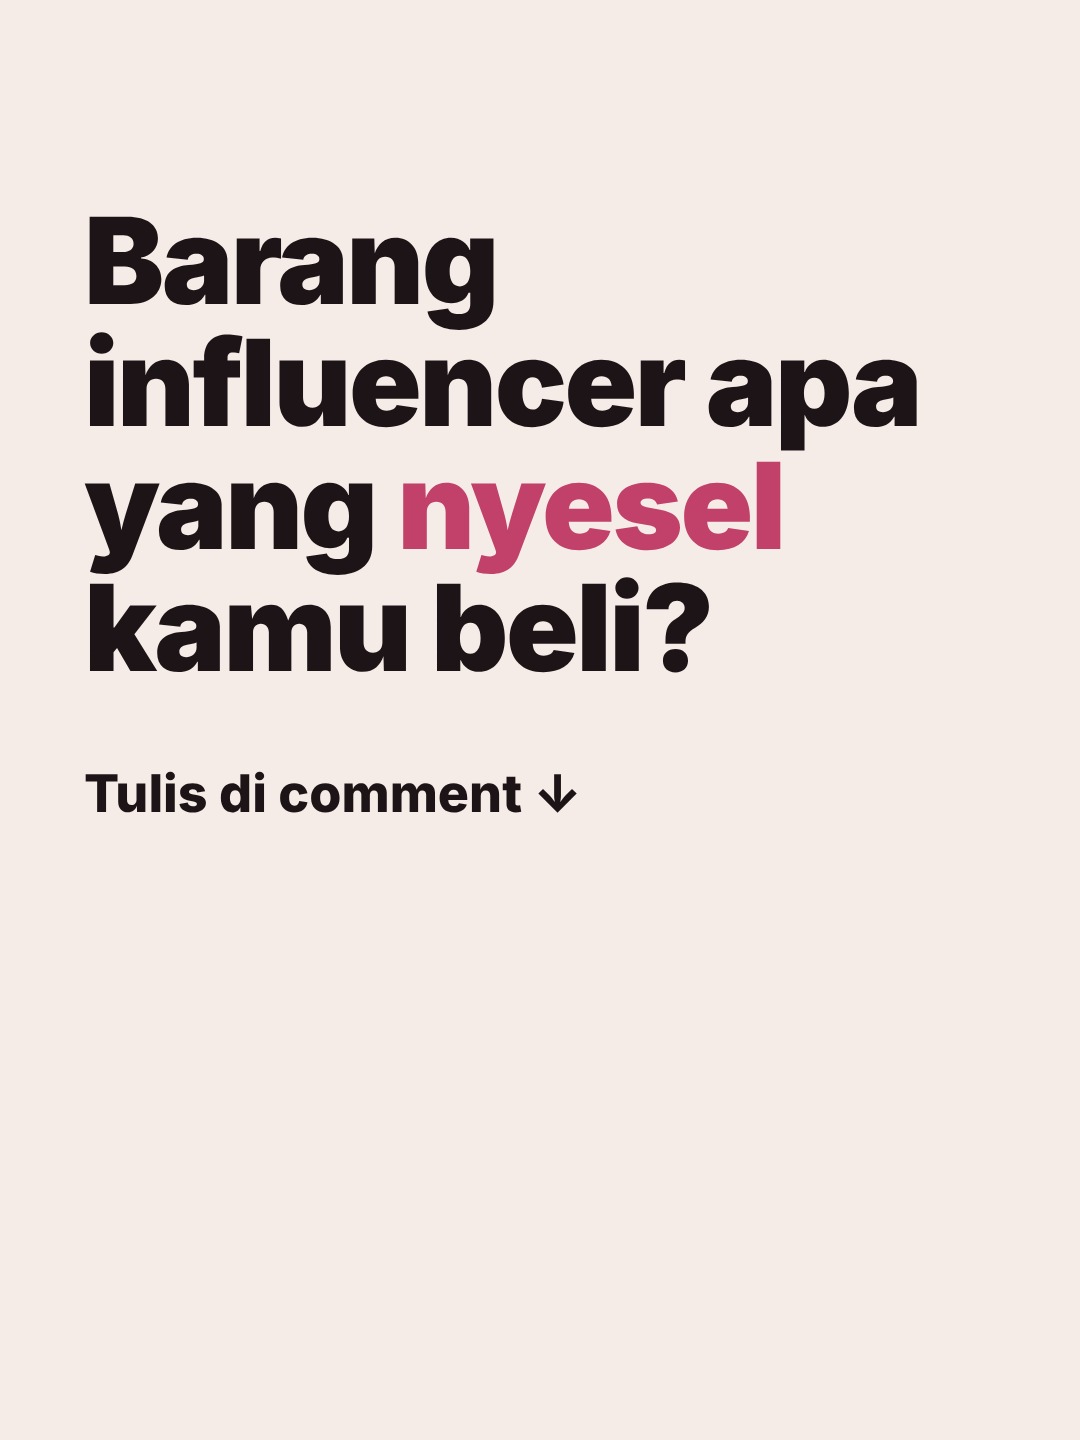 Barang
influencer apa
yang nyesel
kamu beli?
Tulis di comment ↓